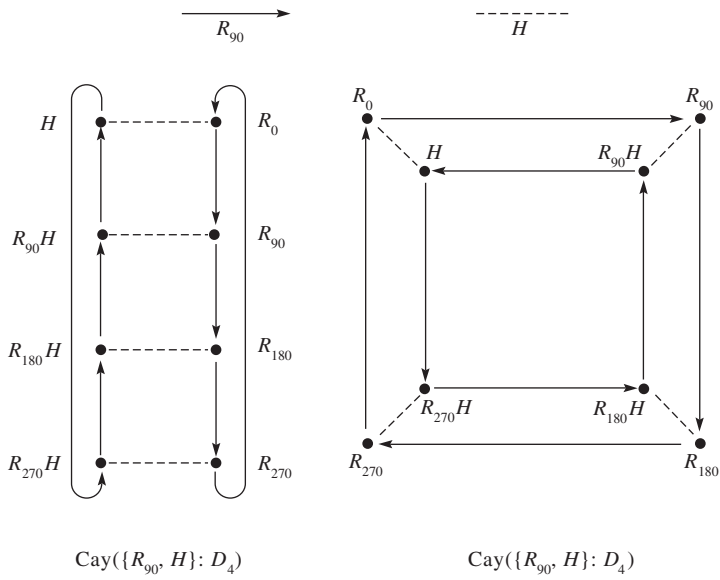 R₉₀ H
R₀ R₉₀
H R₀ H R₉₀H
R₉₀H R₉₀
R₁₈₀H R₁₈₀
R₂₇₀H R₁₈₀H
R₂₇₀H R₂₇₀ R₂₇₀ R₁₈₀
Cay({R₉₀, H}: D₄) Cay({R₉₀, H}: D₄)